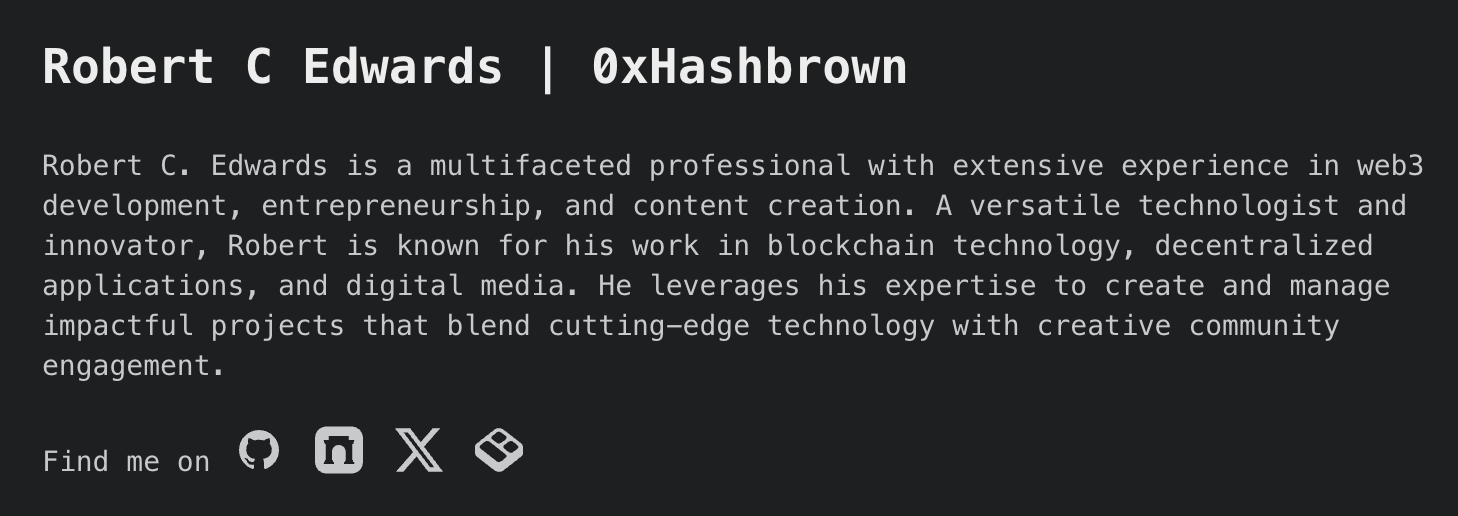 Robert C Edwards | 0xHashbrown
Robert C. Edwards is a multifaceted professional with extensive experience in web3
development, entrepreneurship, and content creation. A versatile technologist and
innovator, Robert is known for his work in blockchain technology, decentralized
applications, and digital media. He leverages his expertise to create and manage
impactful projects that blend cutting-edge technology with creative community
engagement.
Find me on